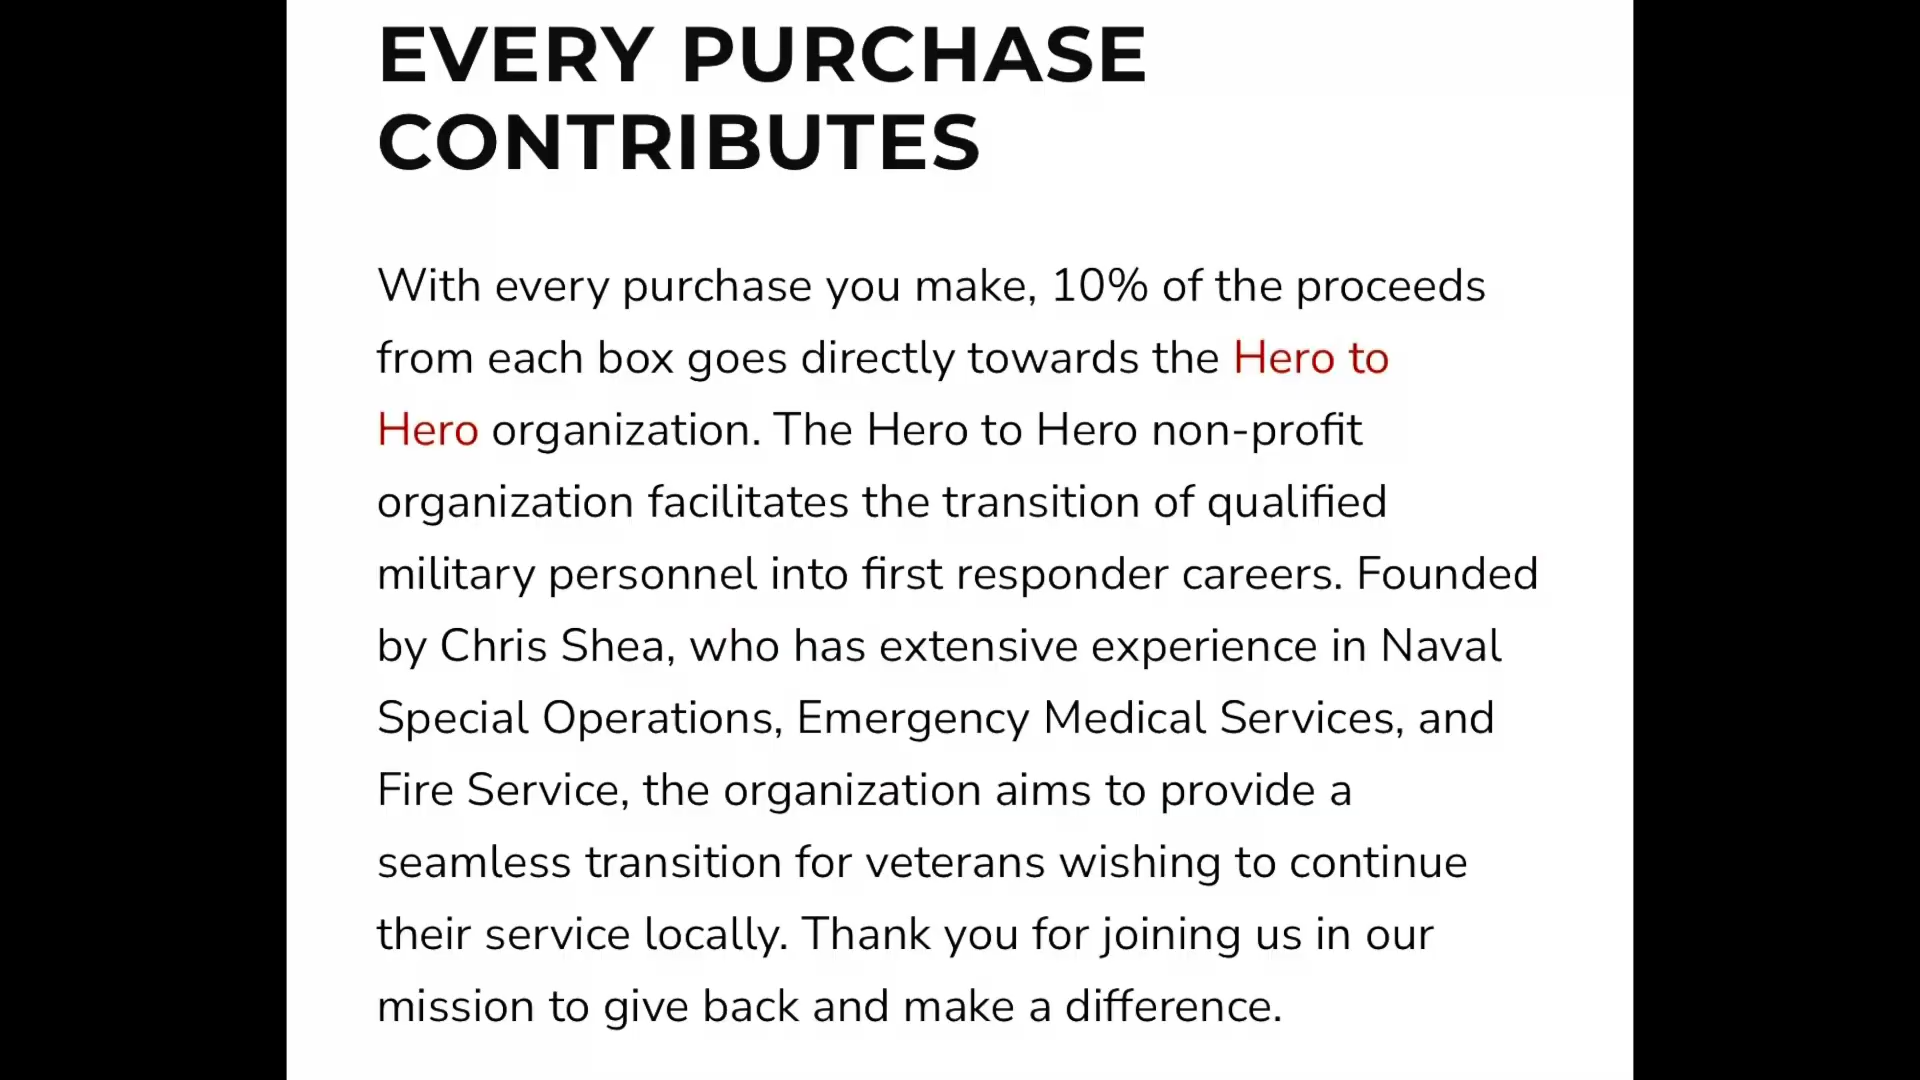 EVERY PURCHASE
CONTRIBUTES
With every purchase you make, 10% of the proceeds
from each box goes directly towards the Hero to
Hero organization. The Hero to Hero non-profit
organization facilitates the transition of qualified
military personnel into first responder careers. Founded
by Chris Shea, who has extensive experience in Naval
Special Operations, Emergency Medical Services, and
Fire Service, the organization aims to provide a
seamless transition for veterans wishing to continue
their service locally. Thank you for joining us in our
mission to give back and make a difference.